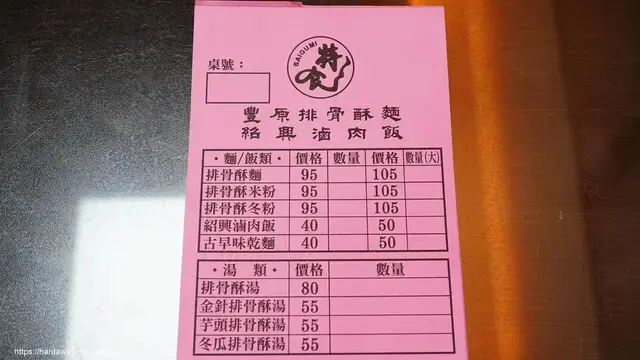 BAIGUMI
特食
桌號：
豐原排骨酥麵
紹興滷肉飯
·麵/飯類· 價格 數量 價格 數量(大)
排骨酥麵 95 105
排骨酥米粉 95 105
排骨酥冬粉 95 105
紹興滷肉飯 40 50
古早味乾麵 40 50
·湯 類· 價格 數量
排骨酥湯 80
金針排骨酥湯 55
芋頭排骨酥湯 55
冬瓜排骨酥湯 55